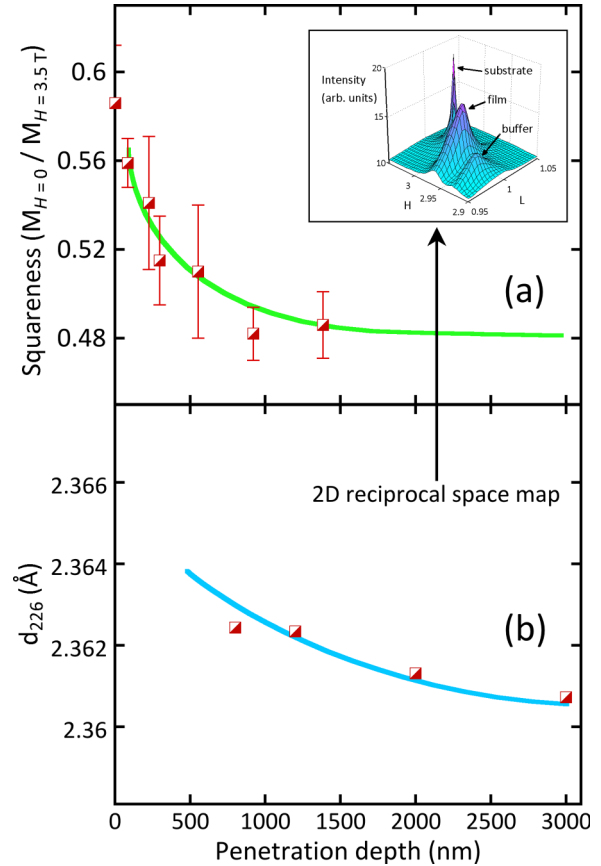 Squareness (M_{H=0} / M_{H=3.5 T})
0.6
0.56
0.52
0.48
Intensity
(arb. units)
20
15
10
substrate
film
buffer
3
2.95
2.9
H
0.95
1
1.05
L
(a)
2D reciprocal space map
d_{226} (Å)
2.366
2.364
2.362
2.36
(b)
0 500 1000 1500 2000 2500 3000
Penetration depth (nm)